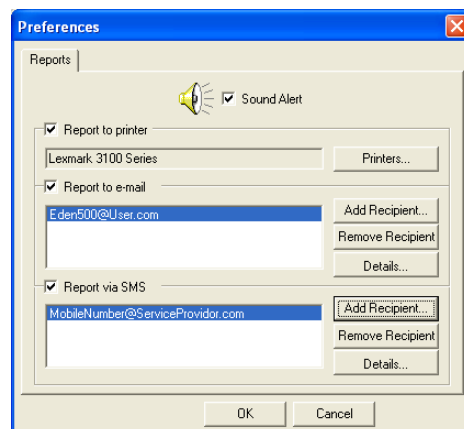 Preferences
Reports
Sound Alert
Report to printer
Lexmark 3100 Series
Printers...
Report to e-mail
Eden500@User.com
Add Recipient...
Remove Recipient
Details...
Report via SMS
MobileNumber@ServiceProvidor.com
Add Recipient...
Remove Recipient
Details...
OK
Cancel